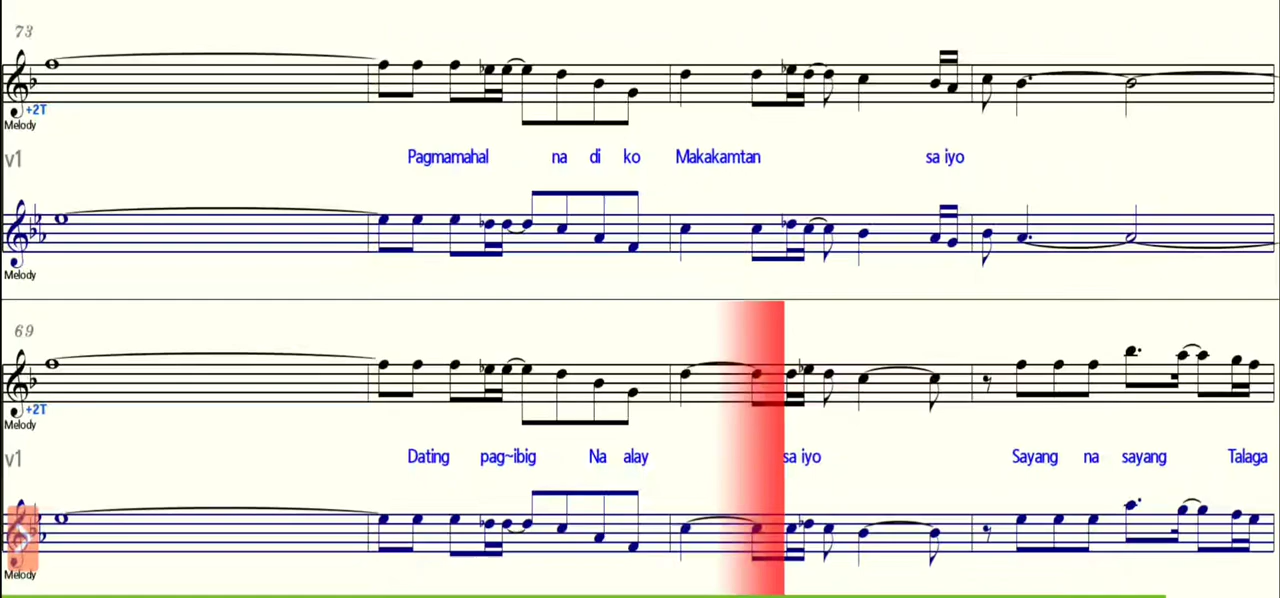 73
+2T
Melody
v1 Pagmamahal na di ko Makakamtan sa iyo
Melody
69
+2T
Melody
v1 Dating pag~ibig Na alay sa iyo Sayang na sayang Talaga
Melody